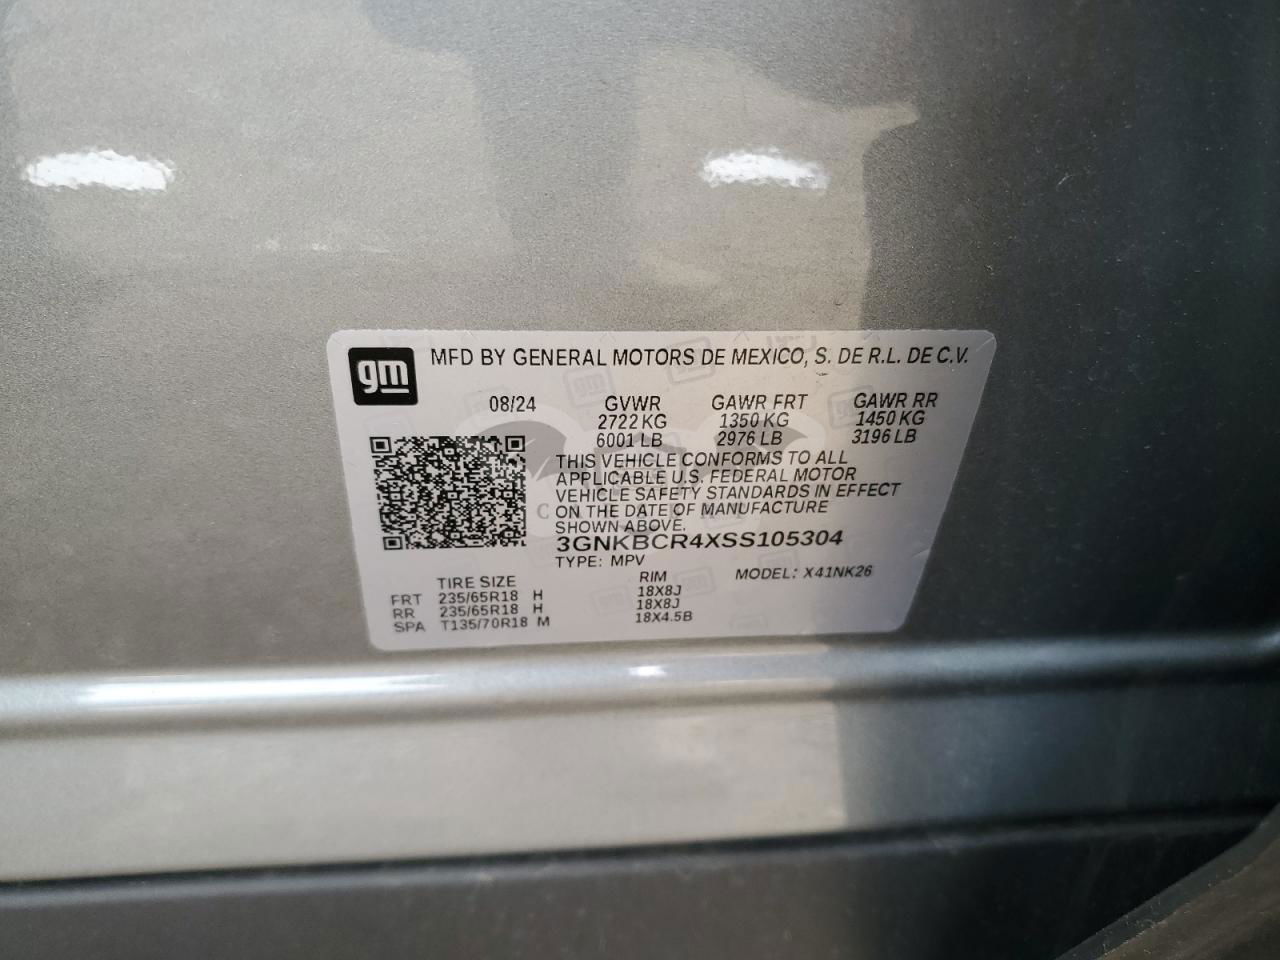 gm
MFD BY GENERAL MOTORS DE MEXICO, S. DE R.L. DE C.V.
08/24 GVWR GAWR FRT GAWR RR
2722 KG 1350 KG 1450 KG
6001 LB 2976 LB 3196 LB
THIS VEHICLE CONFORMS TO ALL
APPLICABLE U.S. FEDERAL MOTOR
VEHICLE SAFETY STANDARDS IN EFFECT
ON THE DATE OF MANUFACTURE
SHOWN ABOVE.
3GNKBCR4XSS105304
TYPE: MPV
TIRE SIZE RIM MODEL: X41NK26
FRT 235/65R18 H 18X8J
RR 235/65R18 H 18X8J
SPA T135/70R18 M 18X4.5B